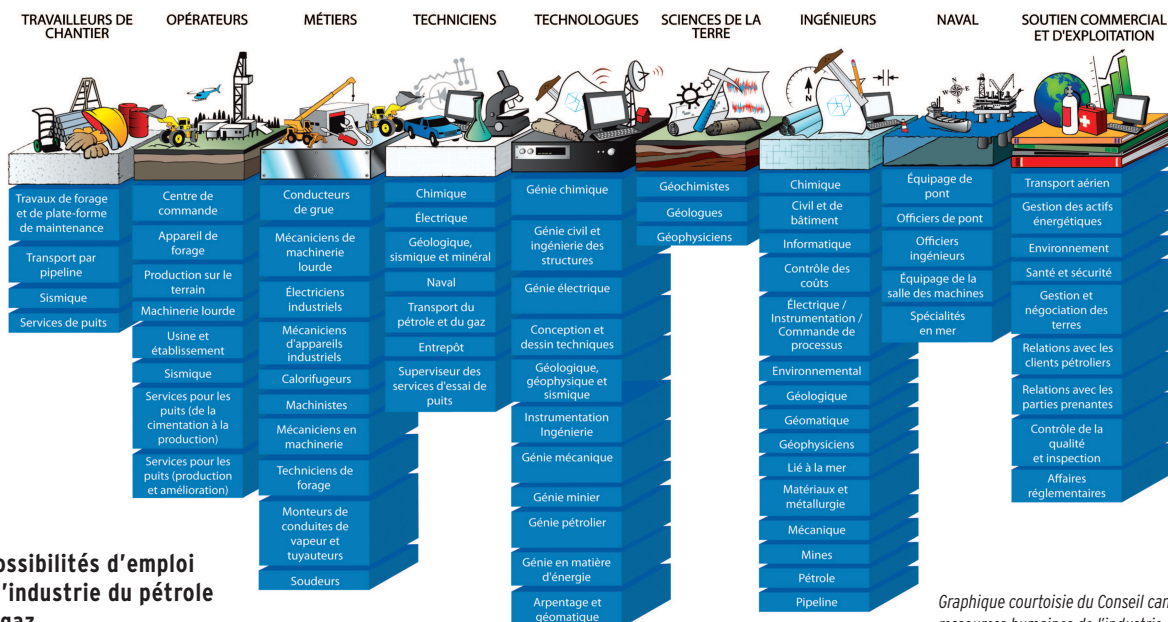 TRAVAILLEURS DE
CHANTIER
Travaux de forage
et de plate-forme
de maintenance
Transport par
pipeline
Sismique
Services de puits
OPÉRATEURS
Centre de
commande
Appareil de
forage
Production sur le
terrain
Machinerie lourde
Usine et
établissement
Sismique
Services pour les
puits (de la
cimentation à la
production)
Services pour les
puits (production
et amélioration)
MÉTIERS
Conducteurs
de grue
Mécaniciens de
machinerie
lourde
Électriciens
industriels
Mécaniciens
d'appareils
industriels
Calorifugeurs
Machinistes
Mécaniciens en
machinerie
Techniciens de
forage
Monteurs de
conduites de
vapeur et
tuyauteurs
Soudeurs
TECHNICIENS
Chimique
Électrique
Géologique,
sismique et minéral
Naval
Transport du
pétrole et du gaz
Entrepôt
Superviseur des
services d'essai de
puits
TECHNOLOGUES
Génie chimique
Génie civil et
ingénierie des
structures
Génie électrique
Conception et
dessin techniques
Géologique,
géophysique et
sismique
Instrumentation
Ingénierie
Génie mécanique
Génie minier
Génie pétrolier
Génie en matière
d'énergie
Arpentage et
géomatique
SCIENCES DE LA
TERRE
Géochimistes
Géologues
Géophysiciens
INGÉNIEURS
N
Chimique
Civil et de
bâtiment
Informatique
Contrôle des
coûts
Électrique /
Instrumentation /
Commande de
processus
Environnemental
Géologique
Géomatique
Géophysiciens
Lié à la mer
Matériaux et
métallurgie
Mécanique
Mines
Pétrole
Pipeline
NAVAL
N
W E
S
Équipage de
pont
Officiers de pont
Officiers
ingénieurs
Équipage de la
salle des machines
Spécialités
en mer
SOUTIEN COMMERCIAL
ET D'EXPLOITATION
Transport aérien
Gestion des actifs
énergétiques
Environnement
Santé et sécurité
Gestion et
négociation des
terres
Relations avec les
clients pétroliers
Relations avec les
parties prenantes
Contrôle de la
qualité
et inspection
Affaires
réglementaires
ossibilités d'emploi
l'industrie du pétrole
gaz
Graphique courtoisie du Conseil can